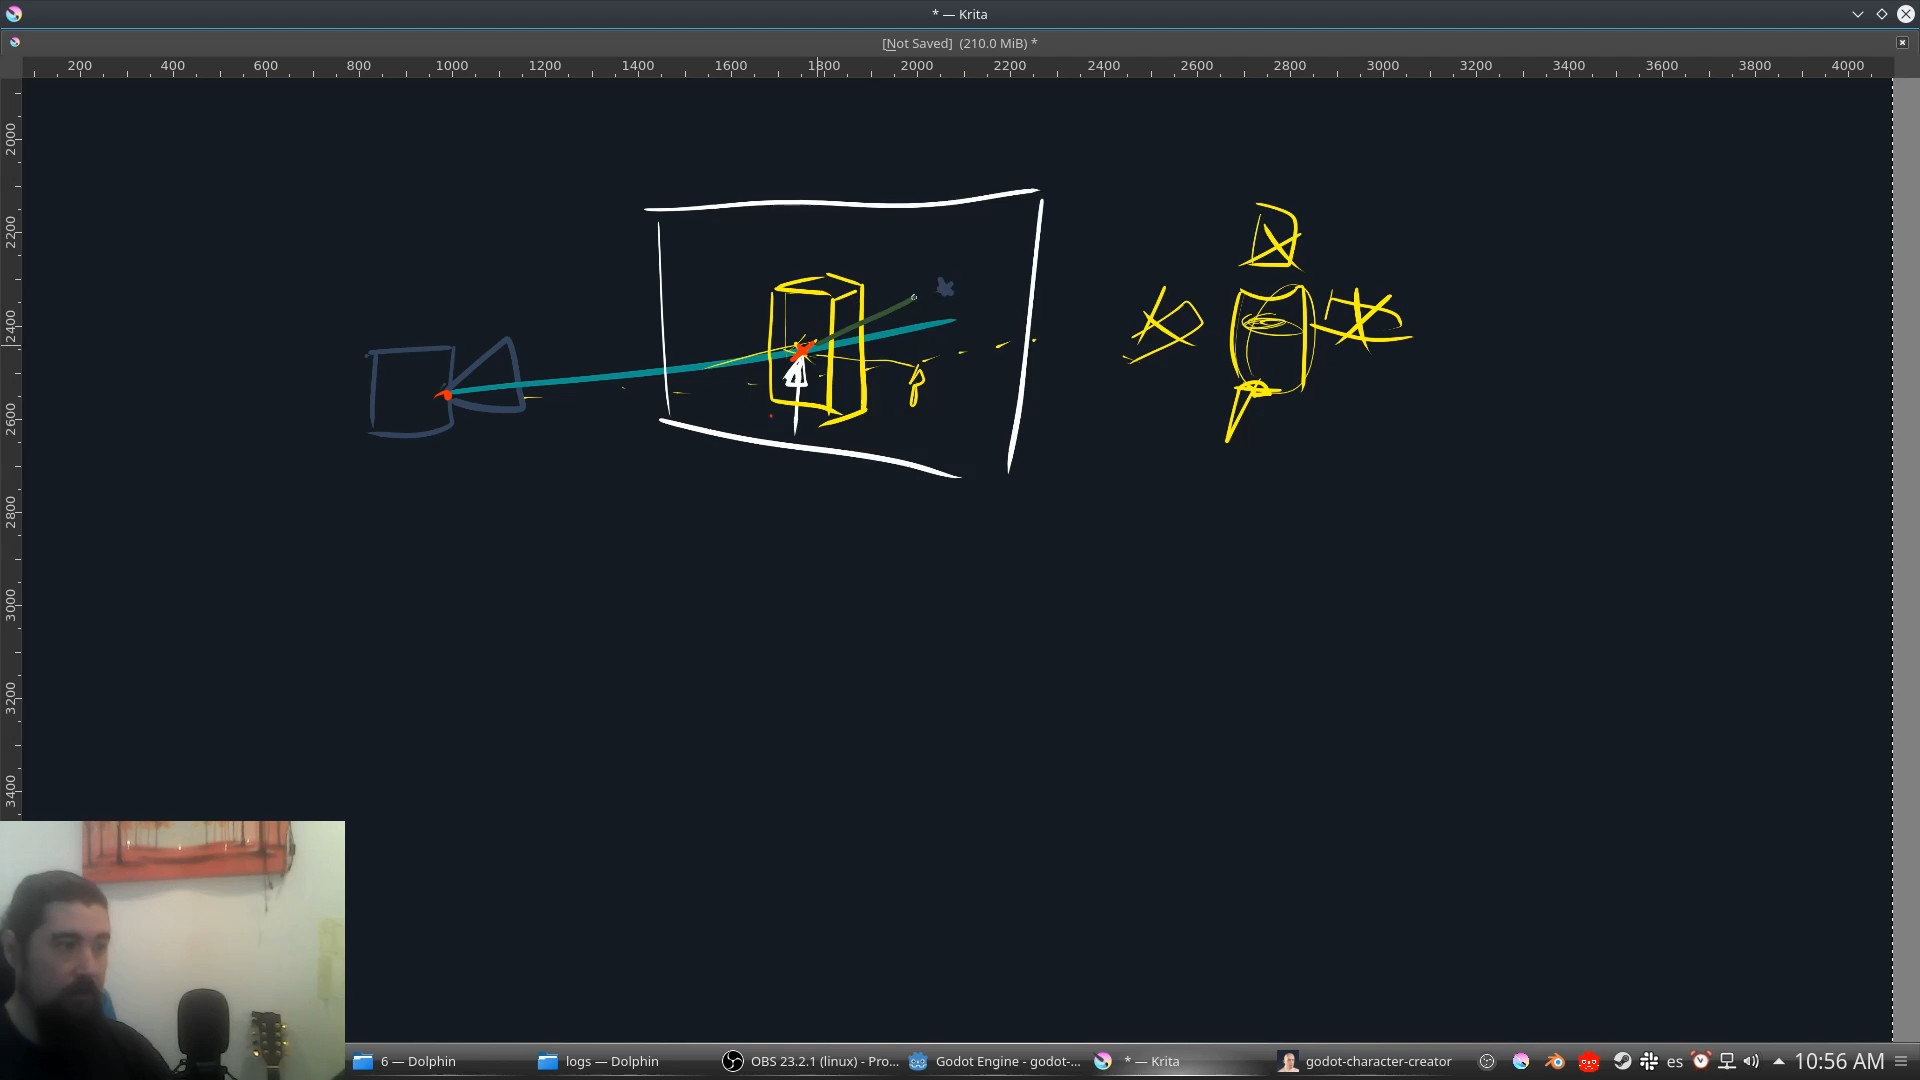 * — Krita
[Not Saved] (210.0 MiB) *
200 400 600 800 1000 1200 1400 1600 1800 2000 2200 2400 2600 2800 3000 3200 3400 3600 3800 4000
2000
2200
2400
2600
2800
3000
3200
3400
6 — Dolphin
logs — Dolphin
OBS 23.2.1 (linux) - Pro...
Godot Engine - godot-...
* — Krita
godot-character-creator
es
10:56 AM